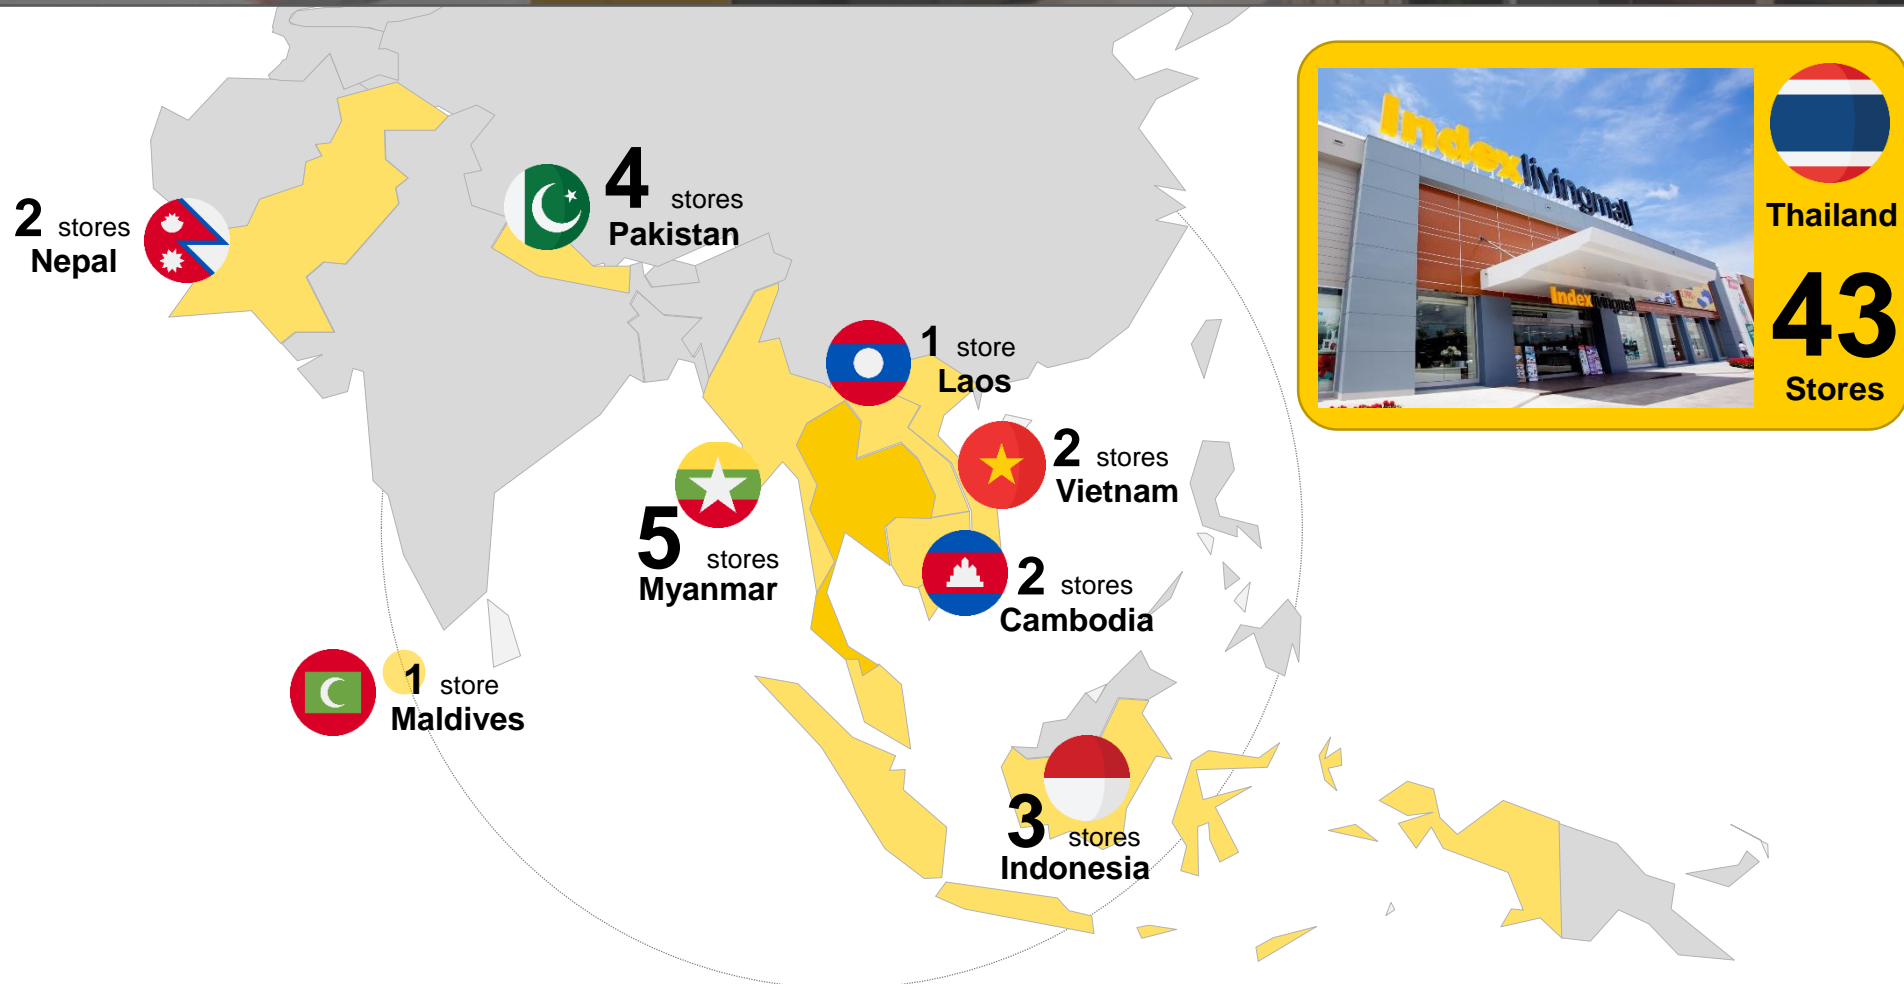 2 stores
Nepal
4 stores
Pakistan
1 store
Laos
2 stores
Vietnam
5 stores
Myanmar
2 stores
Cambodia
1 store
Maldives
3 stores
Indonesia
Index livingmall
Index livingmall
Thailand
43
Stores